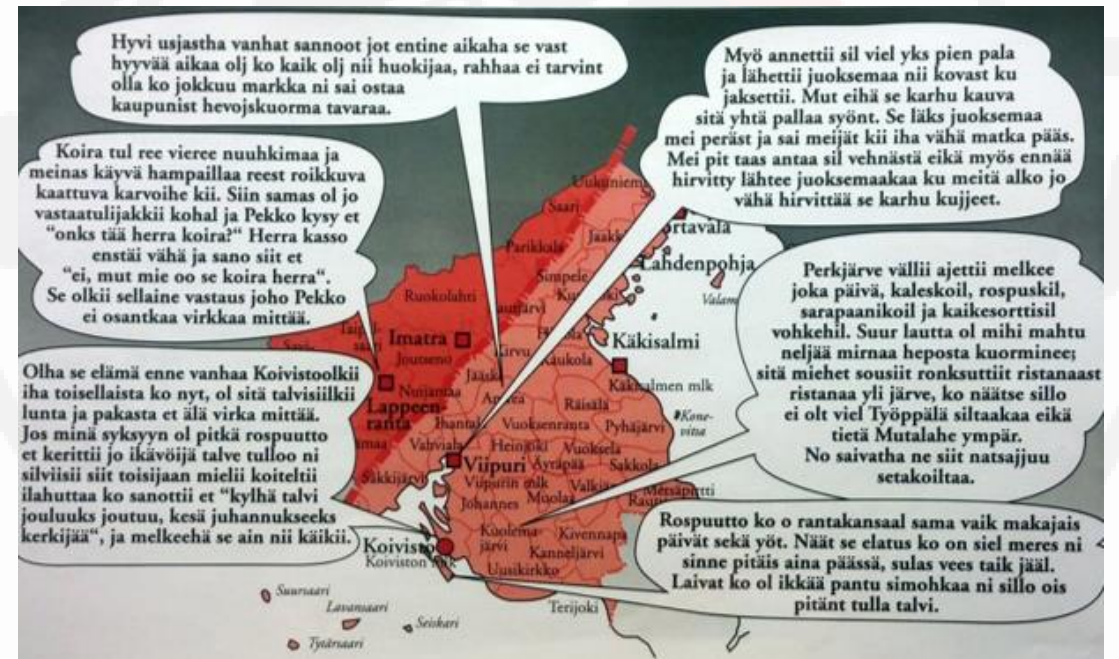 Hyvi usjastha vanhat sannoot jot entine aikaha se vast
hyvvää aikaa olj ko kaik olj nii huokijaa, rahhaa ei tarvint
olla ko jokkuu markka ni sai ostaa
kaupunist hevojskuorma tavaraa.
Myö annettii sil viel yks pien pala
ja lähettii juoksemaa nii kovast ku
jaksettii. Mut eihä se karhu kauva
sitä yhtä pallaa syönt. Se läks juoksemaa
mei peräst ja sai meijät kii iha vähä matka pääs.
Mei pit taas antaa sil vehnästä eikä myös ennää
hirvitty lähtee juoksemaakaa ku meitä alko jo
vähä hirvittää se karhu kujjeet.
Koira tul ree vieree nuuhkimaa ja
meinas käyvä hampaillaa reest roikkuva
kaattuva karvoihe kii. Siin samas ol jo
vastaatulijakkii kohal ja Pekko kysy et
“onks tää herra koira?“ Herra kasso
enstäi vähä ja sano siit et
“ei, mut mie oo se koira herra“.
Se olkii sellaine vastaus joho Pekko
ei osantkaa virkkaa mittää.
Perkjärve vällii ajettii melkee
joka päivä, kaleskoil, rospuskil,
sarapaanikoil ja kaikesorttisil
vohkehil. Suur lautta ol mihi mahtu
neljää mirnaa heposta kuorminee;
sitä miehet sousiit ronksuttiit ristanaast
ristanaa yli järve, ko näätse sillo
ei olt viel Työppälä siltaakaa eikä
tietä Mutalahe ympär.
No saivatha ne siit natsajjuu
setakoiltaa.
Olha se elämä enne vanhaa Koivistoolkii
iha toisellaista ko nyt, ol sitä talvisiilkii
lunta ja pakasta et älä virka mittää.
Jos minä syksyyn ol pitkä rospuutto
et kerittii jo ikävöijä talve tulloo ni
silviisii siit toisijaan mielii koiteltii
ilahuttaa ko sanottii et “kylhä talvi
jouluuks joutuu, kesä juhannukseeks
kerkijää“, ja melkeehä se ain nii käikii.
Rospuutto ko o rantakansaal sama vaik makajais
päivät sekä yöt. Näät se elatus ko on siel meres ni
sinne pitäis aina päässä, sulas vees taik jääl.
Laivat ko ol ikkää pantu simohkaa ni sillo ois
pitänt tulla talvi.
Uukuniemi
Saari
Jaakk
ortavala
Parikkala
Lahdenpohja
Simpele
Valam
Ruokolahti
autjärvi
Imatra
Käkisalmi
Joutseno
Kirvu
Kaukola
Jääski
Käkisalmen mlk
Nuijamaa
Räisälä
Lappeen-
ranta
Kone-
vitsa
Ihantala
Vuoksenranta
Pyhäjärvi
Vahviala
Heinjoki
Vuoksela
Viipuri
Äyräpää
Sakkola
Säkkijärvi
Viipurin mlk
Valkjä
Metsäpirtti
Johannes
Muolaa
Rautu
Kuolema-
järvi
Kivennapa
Koivisto
Kanneljärvi
Koiviston mlk
Uusikirkko
Terijoki
Suursaari
Lavansaari
Seiskari
Tytärsaari